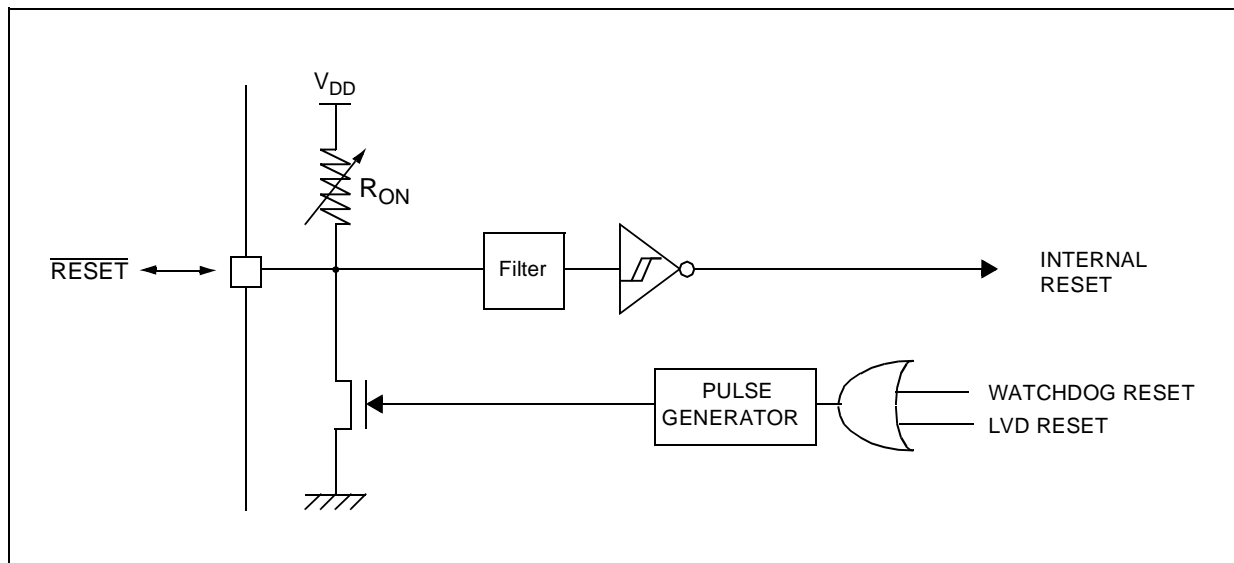 VDD
RON
RESET
Filter
INTERNAL
RESET
PULSE
GENERATOR
WATCHDOG RESET
LVD RESET